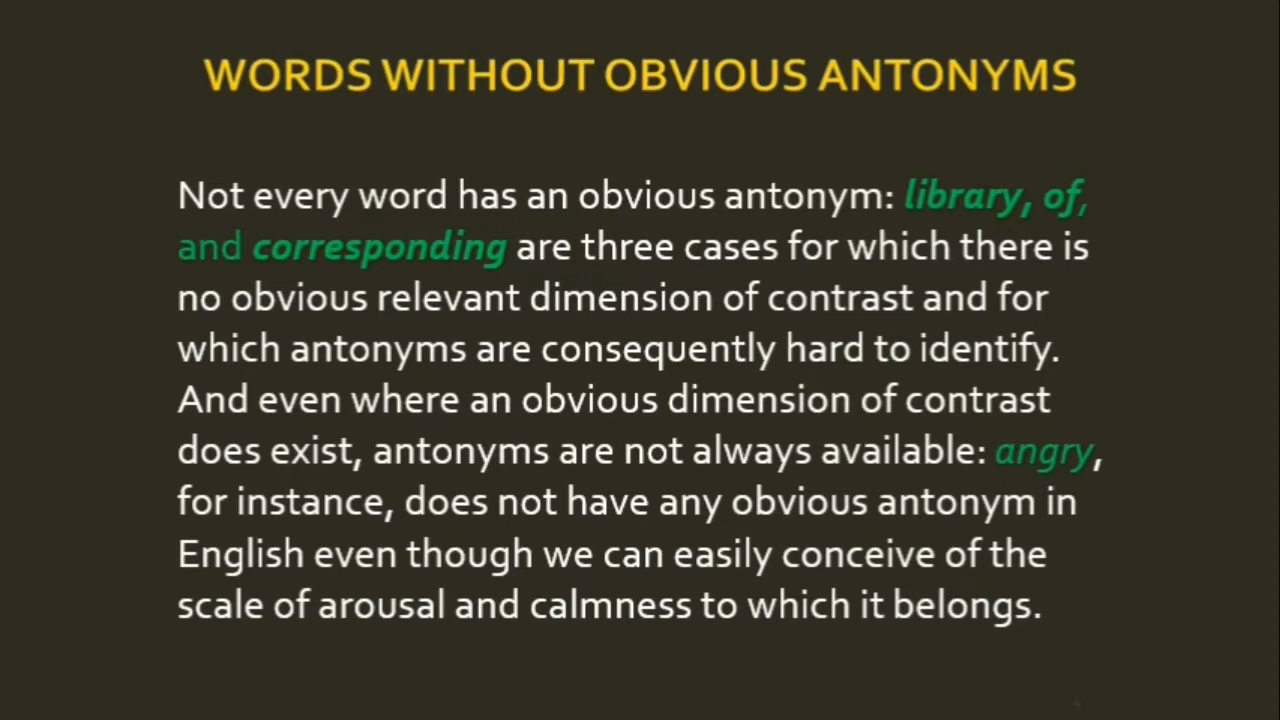 WORDS WITHOUT OBVIOUS ANTONYMS
Not every word has an obvious antonym: library, of,
and corresponding are three cases for which there is
no obvious relevant dimension of contrast and for
which antonyms are consequently hard to identify.
And even where an obvious dimension of contrast
does exist, antonyms are not always available: angry,
for instance, does not have any obvious antonym in
English even though we can easily conceive of the
scale of arousal and calmness to which it belongs.